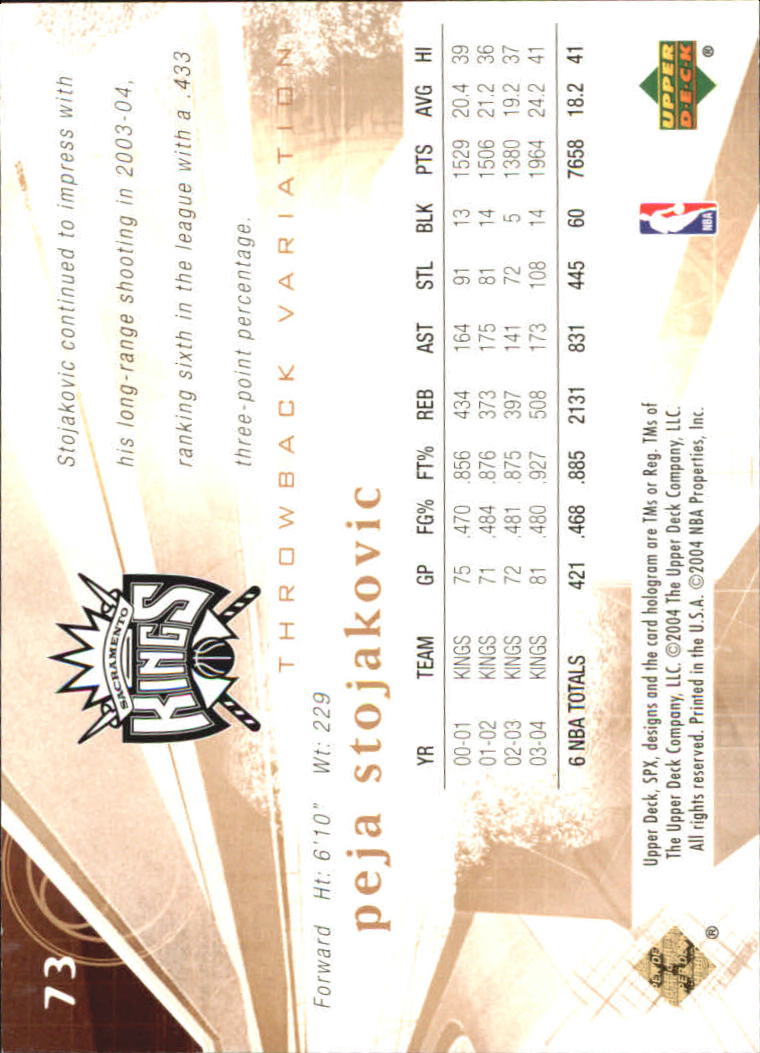 73
SACRAMENTO
KINGS
Stojakovic continued to impress with
his long-range shooting in 2003-04,
ranking sixth in the league with a .433
three-point percentage.
THROWBACK VARIATION
Forward Ht: 6'10" Wt: 229
peja stojakovic
YR TEAM GP FG% FT% REB AST STL BLK PTS AVG HI
00-01 KINGS 75 .470 .856 434 164 91 13 1529 20.4 39
01-02 KINGS 71 .484 .876 373 175 81 14 1506 21.2 36
02-03 KINGS 72 .481 .875 397 141 72 5 1380 19.2 37
03-04 KINGS 81 .480 .927 508 173 108 14 1964 24.2 41
6 NBA TOTALS 421 .468 .885 2131 831 445 60 7658 18.2 41
Upper Deck, SPX, designs and the card hologram are TMs or Reg. TMs of
The Upper Deck Company, LLC. ©2004 The Upper Deck Company, LLC.
All rights reserved. Printed in the U.S.A. ©2004 NBA Properties, Inc.
NBA
UPPER
DECK
®
®